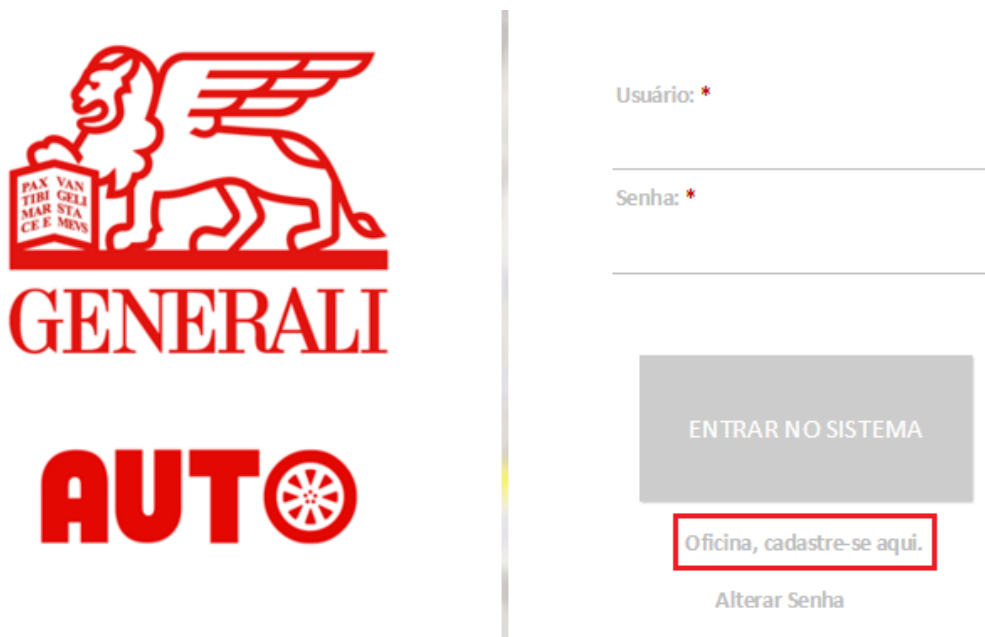 PAX VAN
TIBI GELI
MAR STA
CE E MEVS
GENERALI
AUTO
Usuário: *
Senha: *
ENTRAR NO SISTEMA
Oficina, cadastre-se aqui.
Alterar Senha